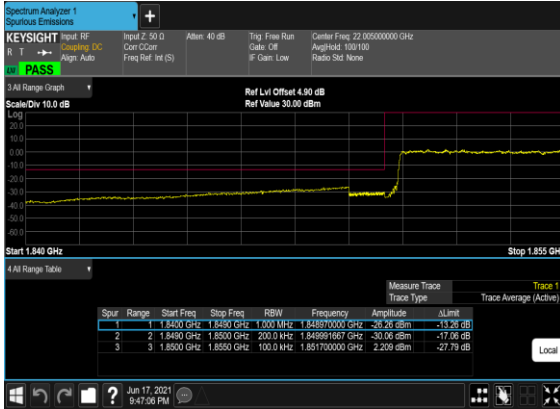 Spectrum Analyzer 1
Spurious Emissions
+
KEYSIGHT
R T
PASS
Input: RF
Coupling: DC
Align: Auto
Input Z: 50 Ω
Corr CCorr
Freq Ref: Int (S)
Atten: 40 dB
Trig: Free Run
Gate: Off
IF Gain: Low
Center Freq: 22.005000000 GHz
Avg|Hold: 100/100
Radio Std: None
3 All Range Graph
Scale/Div 10.0 dB
Ref Lvl Offset 4.90 dB
Ref Value 30.00 dBm
Log
20.0
10.0
0.00
-10.0
-20.0
-30.0
-40.0
-50.0
-60.0
Start 1.840 GHz
Stop 1.855 GH
4 All Range Table
Measure Trace Trace 1
Trace Type Trace Average (Active)
Spur Range Start Freq Stop Freq RBW Frequency Amplitude ΔLimit
1 1 1.8400 GHz 1.8490 GHz 1.000 MHz 1.848970000 GHz -26.26 dBm -13.26 dB
2 2 1.8490 GHz 1.8500 GHz 200.0 kHz 1.849991667 GHz -30.06 dBm -17.06 dB
3 3 1.8500 GHz 1.8550 GHz 100.0 kHz 1.851700000 GHz 2.209 dBm -27.79 dB
Local
?
Jun 17, 2021
9:47:06 PM